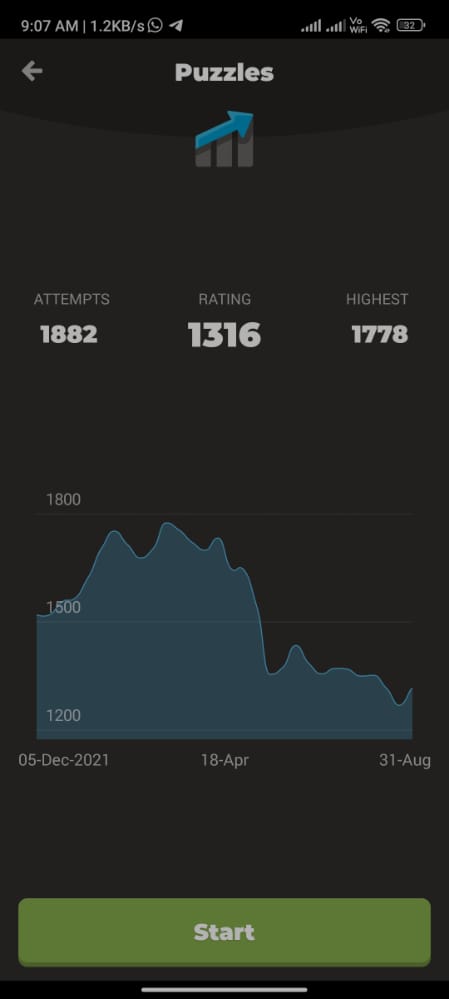 9:07 AM | 1.2KB/s Vo WiFi 32
Puzzles
ATTEMPTS RATING HIGHEST
1882 1316 1778
1800
1500
1200
05-Dec-2021 18-Apr 31-Aug
Start